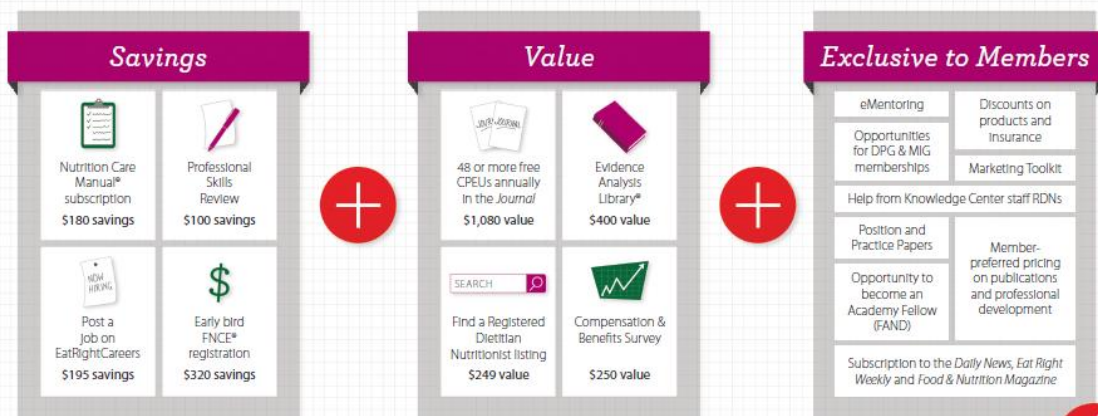 Savings
Nutrition Care
Manual®
subscription
$180 savings
Professional
Skills
Review
$100 savings
NOW
HIRING
Post a
job on
EatRightCareers
$195 savings
$
Early bird
FNCE®
registration
$320 savings
Value
JOURNAL
48 or more free
CPEUs annually
in the Journal
$1,080 value
Evidence
Analysis
Library®
$400 value
SEARCH
Find a Registered
Dietitian
Nutritionist listing
$249 value
Compensation &
Benefits Survey
$250 value
Exclusive to Members
eMentoring
Discounts on
products and
insurance
Opportunities
for DPG & MIG
memberships
Marketing Toolkit
Help from Knowledge Center staff RDNs
Position and
Practice Papers
Member-
preferred pricing
on publications
and professional
development
Opportunity to
become an
Academy Fellow
(FAND)
Subscription to the Daily News, Eat Right
Weekly and Food & Nutrition Magazine